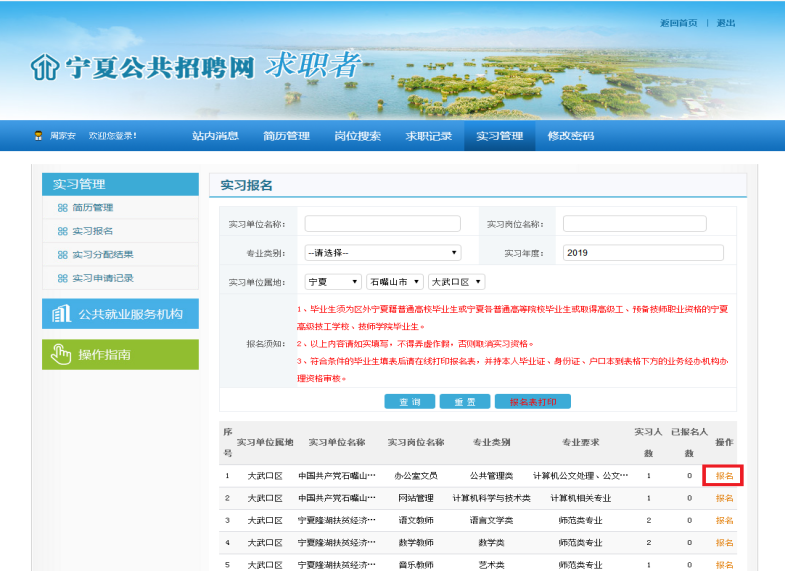 返回首页 | 退出
宁夏公共招聘网 求职者
周家安 欢迎您登录! 站内消息 简历管理 岗位搜索 求职记录 实习管理 修改密码
实习管理
简历管理
实习报名
实习分配结果
实习申请记录
公共就业服务机构
操作指南
实习报名
实习单位名称: 实习岗位名称:
专业类别: --请选择-- 实习年度: 2019
实习单位属地: 宁夏 石嘴山市 大武口区
报名须知:
1、毕业生须为区外宁夏籍普通高校毕业生或宁夏各普通高等院校毕业生或取得高级工、预备技师职业资格的宁夏
高级技工学校、技师学院毕业生。
2、以上内容请如实填写,不得弄虚作假,否则取消实习资格。
3、符合条件的毕业生填表后请在线打印报名表,并持本人毕业证、身份证、户口本到表格下方的业务经办机构办
理资格审核。
查 询 重 置 报名表打印
序号 实习单位属地 实习单位名称 实习岗位名称 专业类别 专业要求 实习人数 已报名人数 操作
1 大武口区 中国共产党石嘴山… 办公室文员 公共管理类 计算机公文处理、公文… 1 0 报名
2 大武口区 中国共产党石嘴山… 网站管理 计算机科学与技术类 计算机相关专业 1 0 报名
3 大武口区 宁夏隆湖扶贫经济… 语文教师 语言文学类 师范类专业 2 0 报名
4 大武口区 宁夏隆湖扶贫经济… 数学教师 数学类 师范类专业 2 0 报名
5 大武口区 宁夏隆湖扶贫经济… 音乐教师 艺术类 师范类专业 1 0 报名